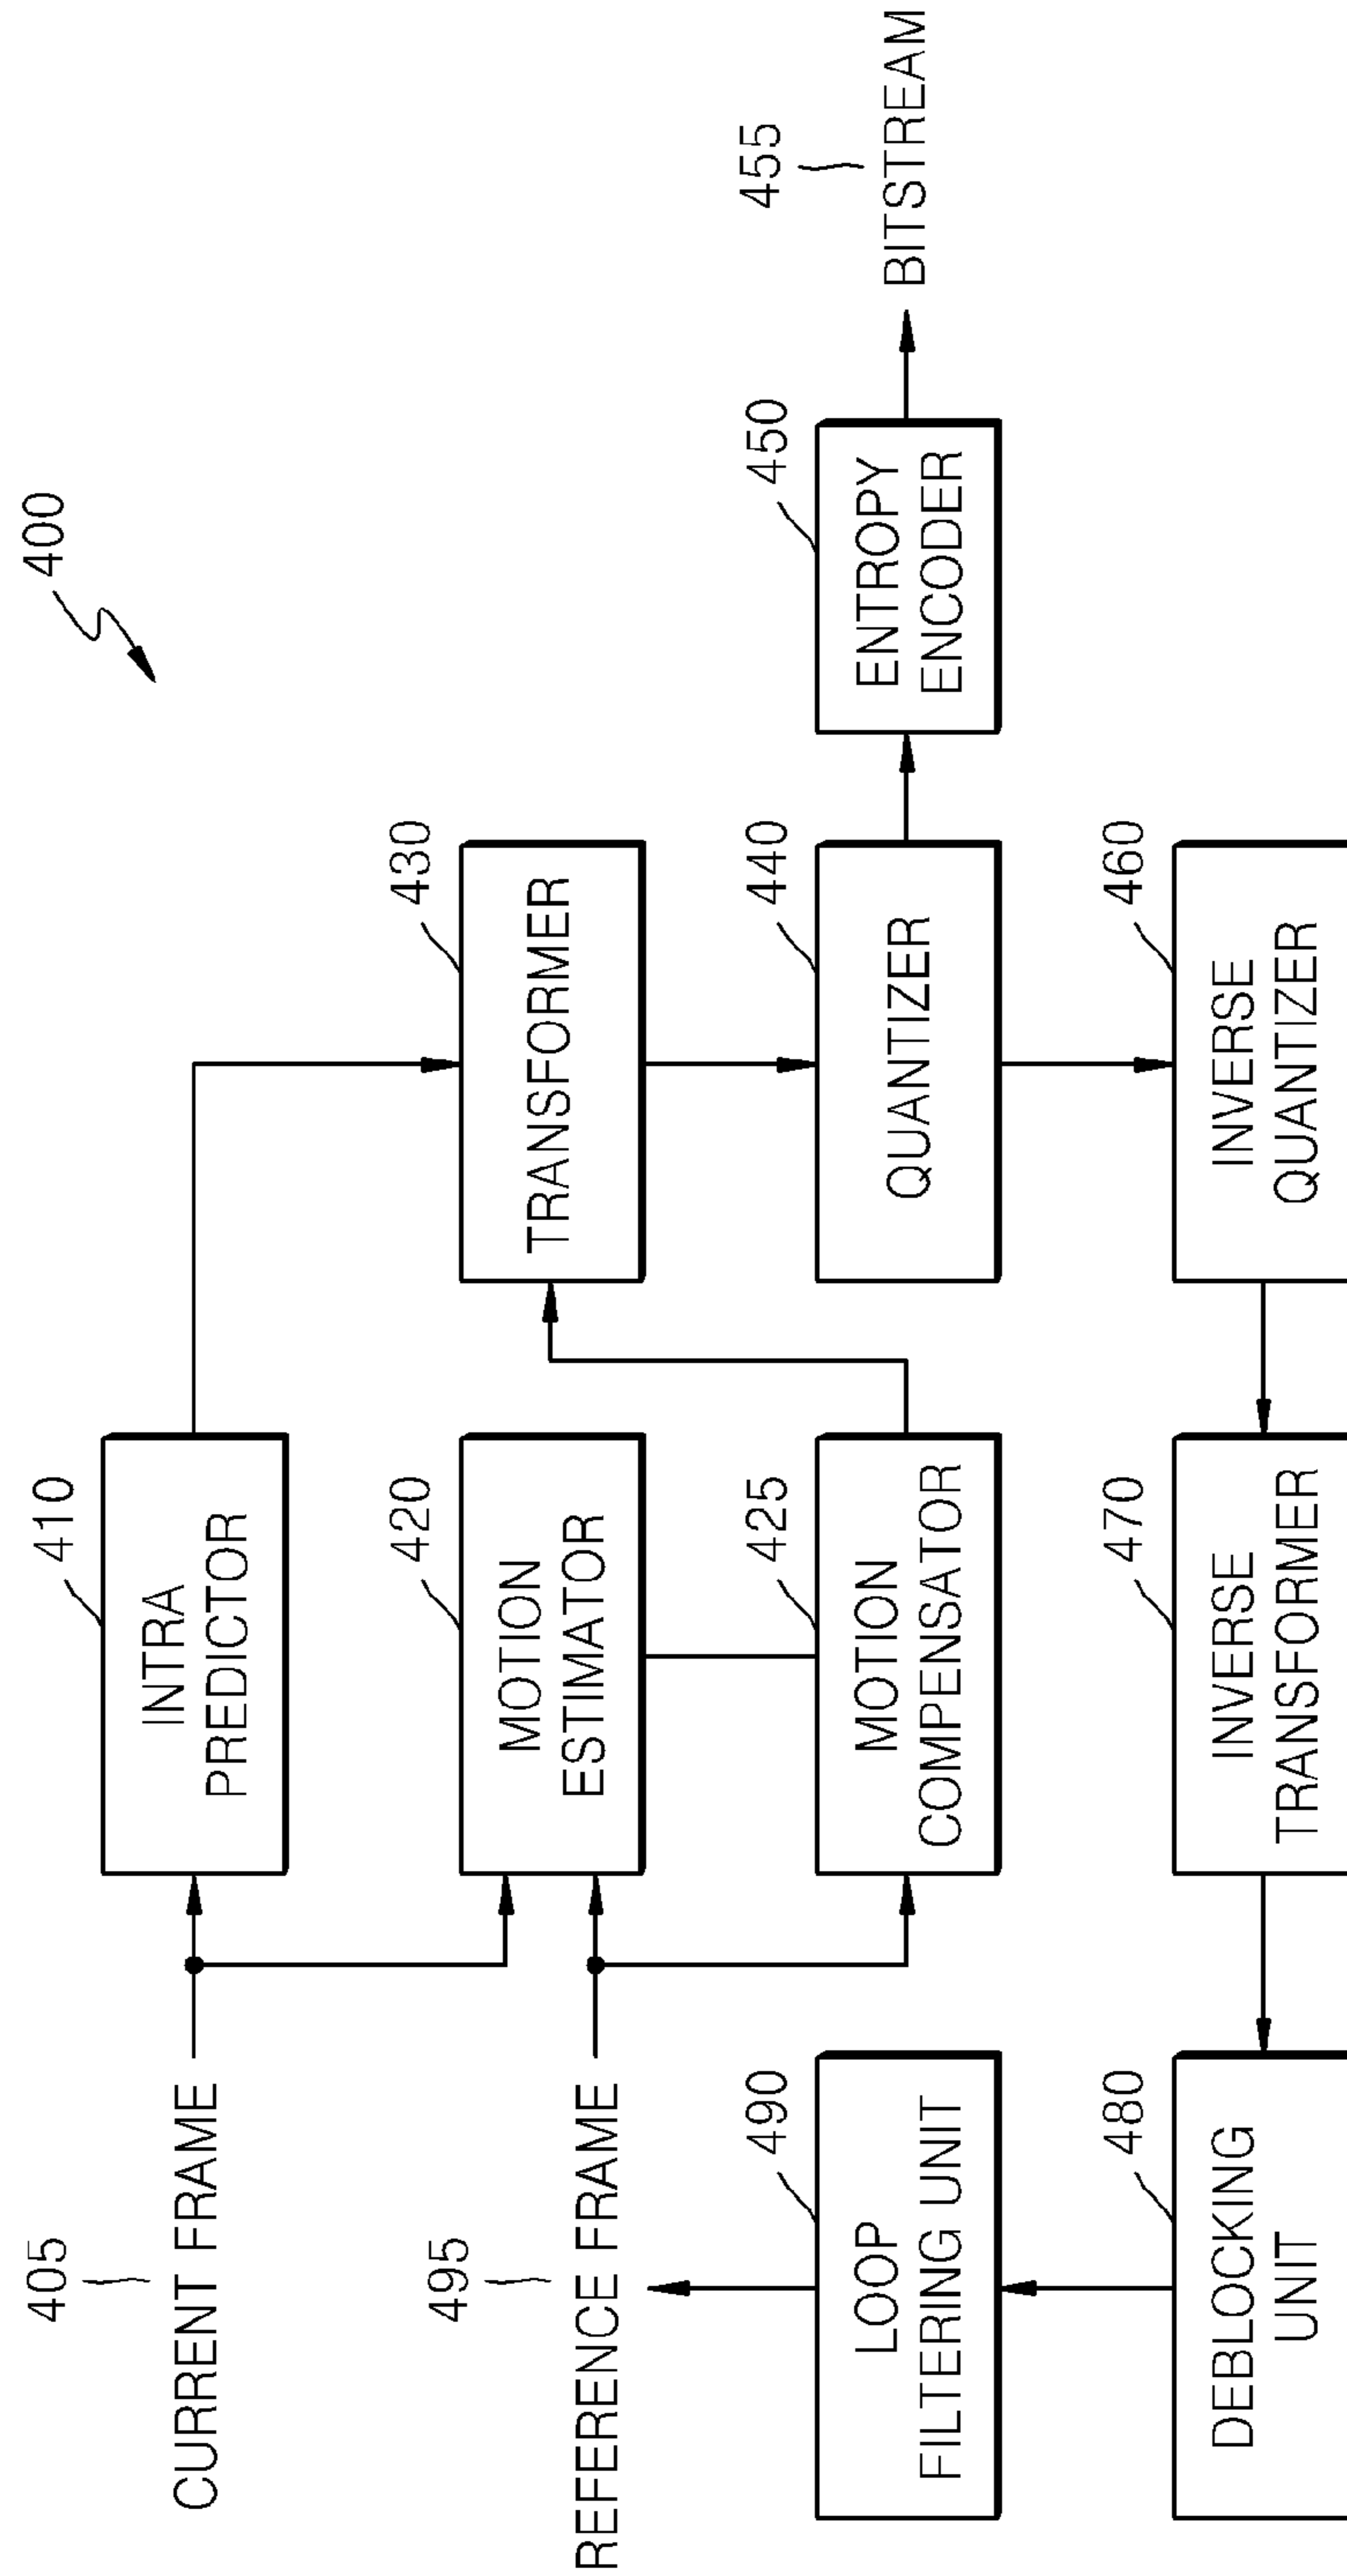 400
405
CURRENT FRAME
410
INTRA
PREDICTOR
495
REFERENCE FRAME
420
MOTION
ESTIMATOR
430
TRANSFORMER
490
LOOP
FILTERING UNIT
425
MOTION
COMPENSATOR
440
QUANTIZER
450
ENTROPY
ENCODER
455
BITSTREAM
480
DEBLOCKING
UNIT
470
INVERSE
TRANSFORMER
460
INVERSE
QUANTIZER